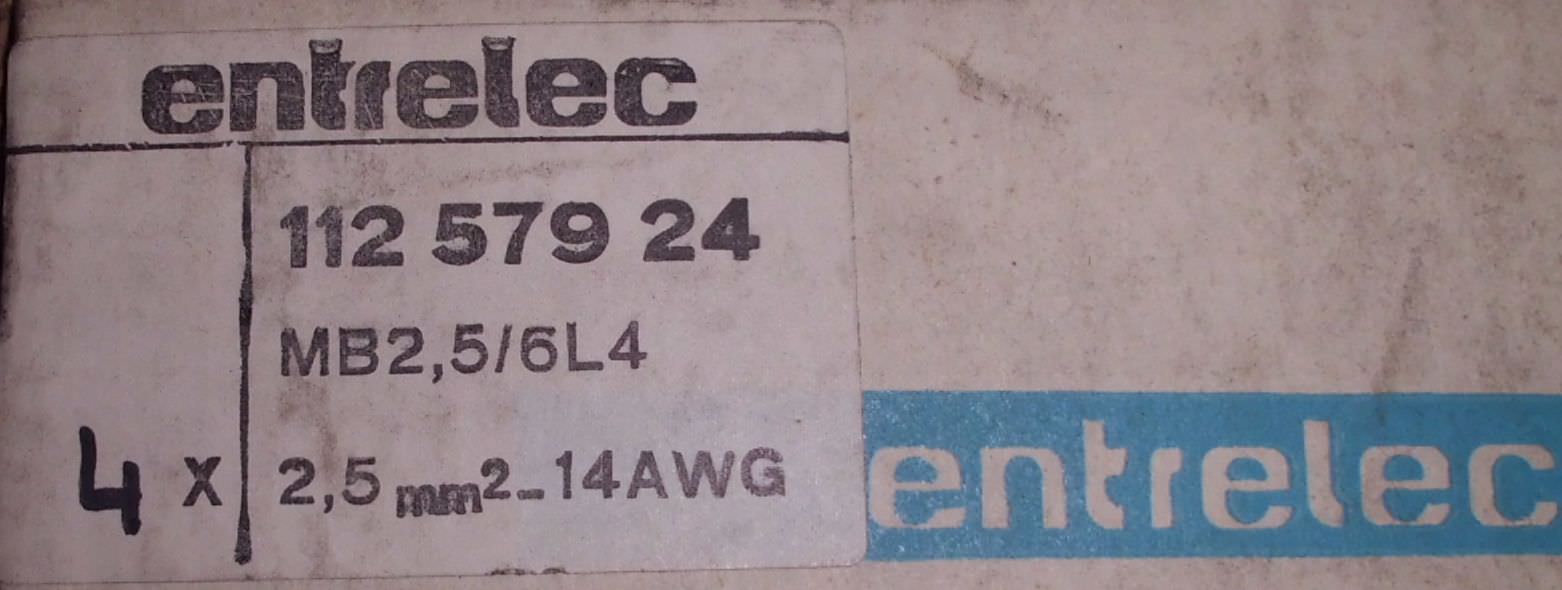 entrelec
112 579 24
MB2,5/6L4
4 x 2,5 mm2-14AWG
entrelec